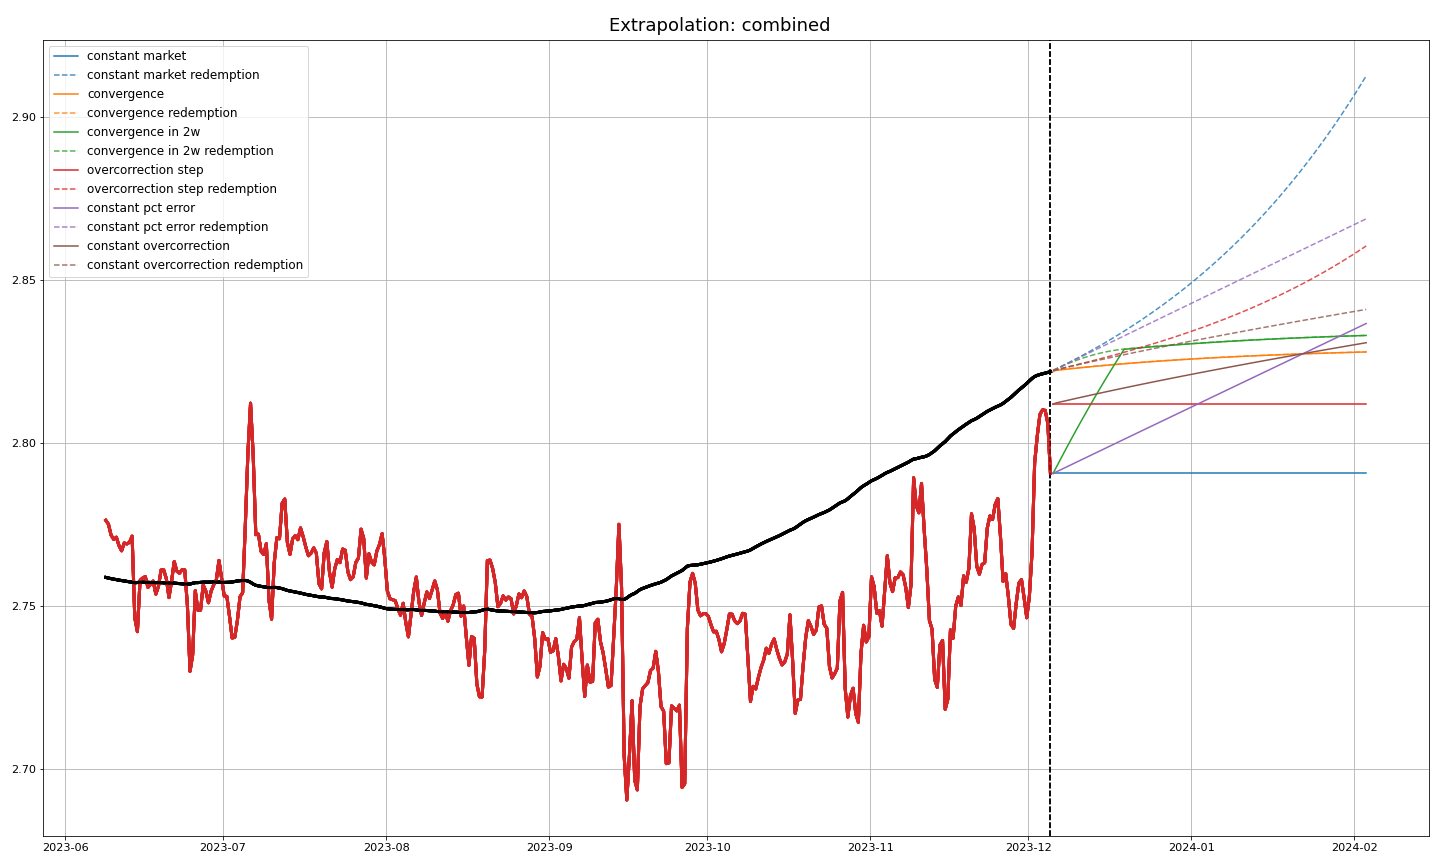 Extrapolation: combined
constant market
constant market redemption
convergence
convergence redemption
convergence in 2w
convergence in 2w redemption
overcorrection step
overcorrection step redemption
constant pct error
constant pct error redemption
constant overcorrection
constant overcorrection redemption
2.90
2.85
2.80
2.75
2.70
2023-06 2023-07 2023-08 2023-09 2023-10 2023-11 2023-12 2024-01 2024-02